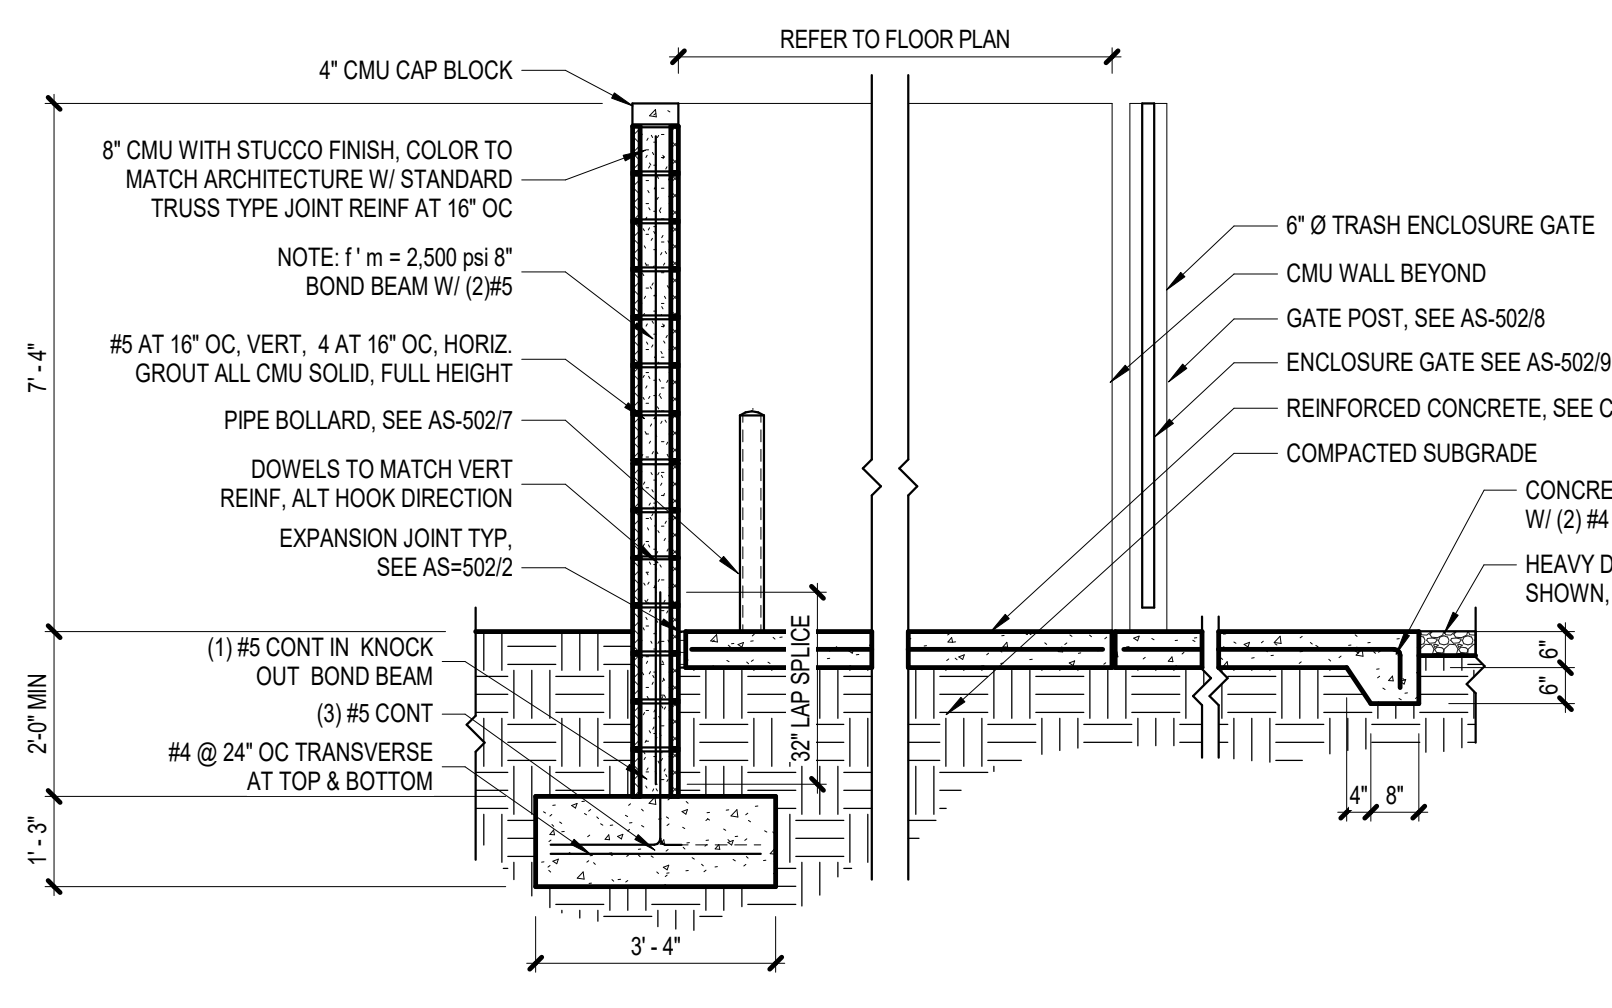 REFER TO FLOOR PLAN
4" CMU CAP BLOCK
8" CMU WITH STUCCO FINISH, COLOR TO
MATCH ARCHITECTURE W/ STANDARD
TRUSS TYPE JOINT REINF AT 16" OC
NOTE: f ' m = 2,500 psi 8"
BOND BEAM W/ (2)#5
#5 AT 16" OC, VERT, 4 AT 16" OC, HORIZ.
GROUT ALL CMU SOLID, FULL HEIGHT
PIPE BOLLARD, SEE AS-502/7
DOWELS TO MATCH VERT
REINF, ALT HOOK DIRECTION
EXPANSION JOINT TYP,
SEE AS=502/2
(1) #5 CONT IN KNOCK
OUT BOND BEAM
(3) #5 CONT
#4 @ 24" OC TRANSVERSE
AT TOP & BOTTOM
7' - 4"
2'-0" MIN
1' - 3"
3' - 4"
32" LAP SPLICE
6" Ø TRASH ENCLOSURE GATE
CMU WALL BEYOND
GATE POST, SEE AS-502/8
ENCLOSURE GATE SEE AS-502/9
REINFORCED CONCRETE, SEE C
COMPACTED SUBGRADE
CONCRE
W/ (2) #4
HEAVY D
SHOWN,
6"
6"
4"
8"